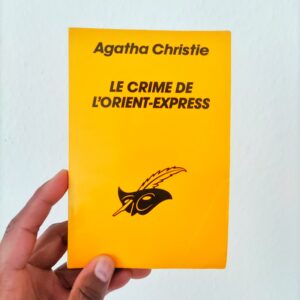 Agatha Christie
LE CRIME DE
L'ORIENT-EXPRESS